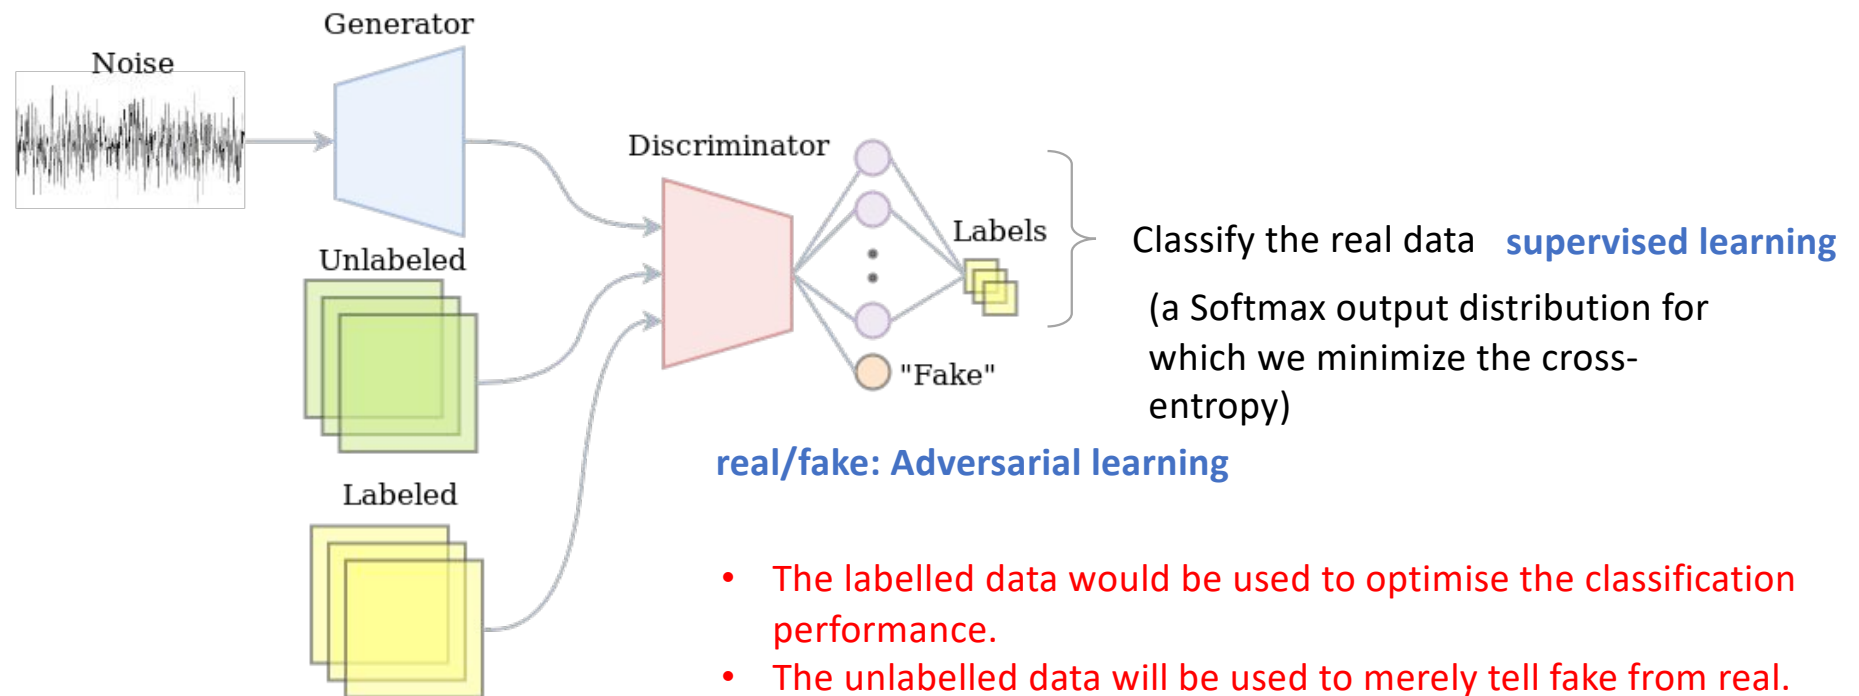 Generator
Noise
Discriminator
Labels
Unlabeled
"Fake"
Labeled
Classify the real data supervised learning
(a Softmax output distribution for
which we minimize the cross-
entropy)
real/fake: Adversarial learning
• The labelled data would be used to optimise the classification
performance.
• The unlabelled data will be used to merely tell fake from real.